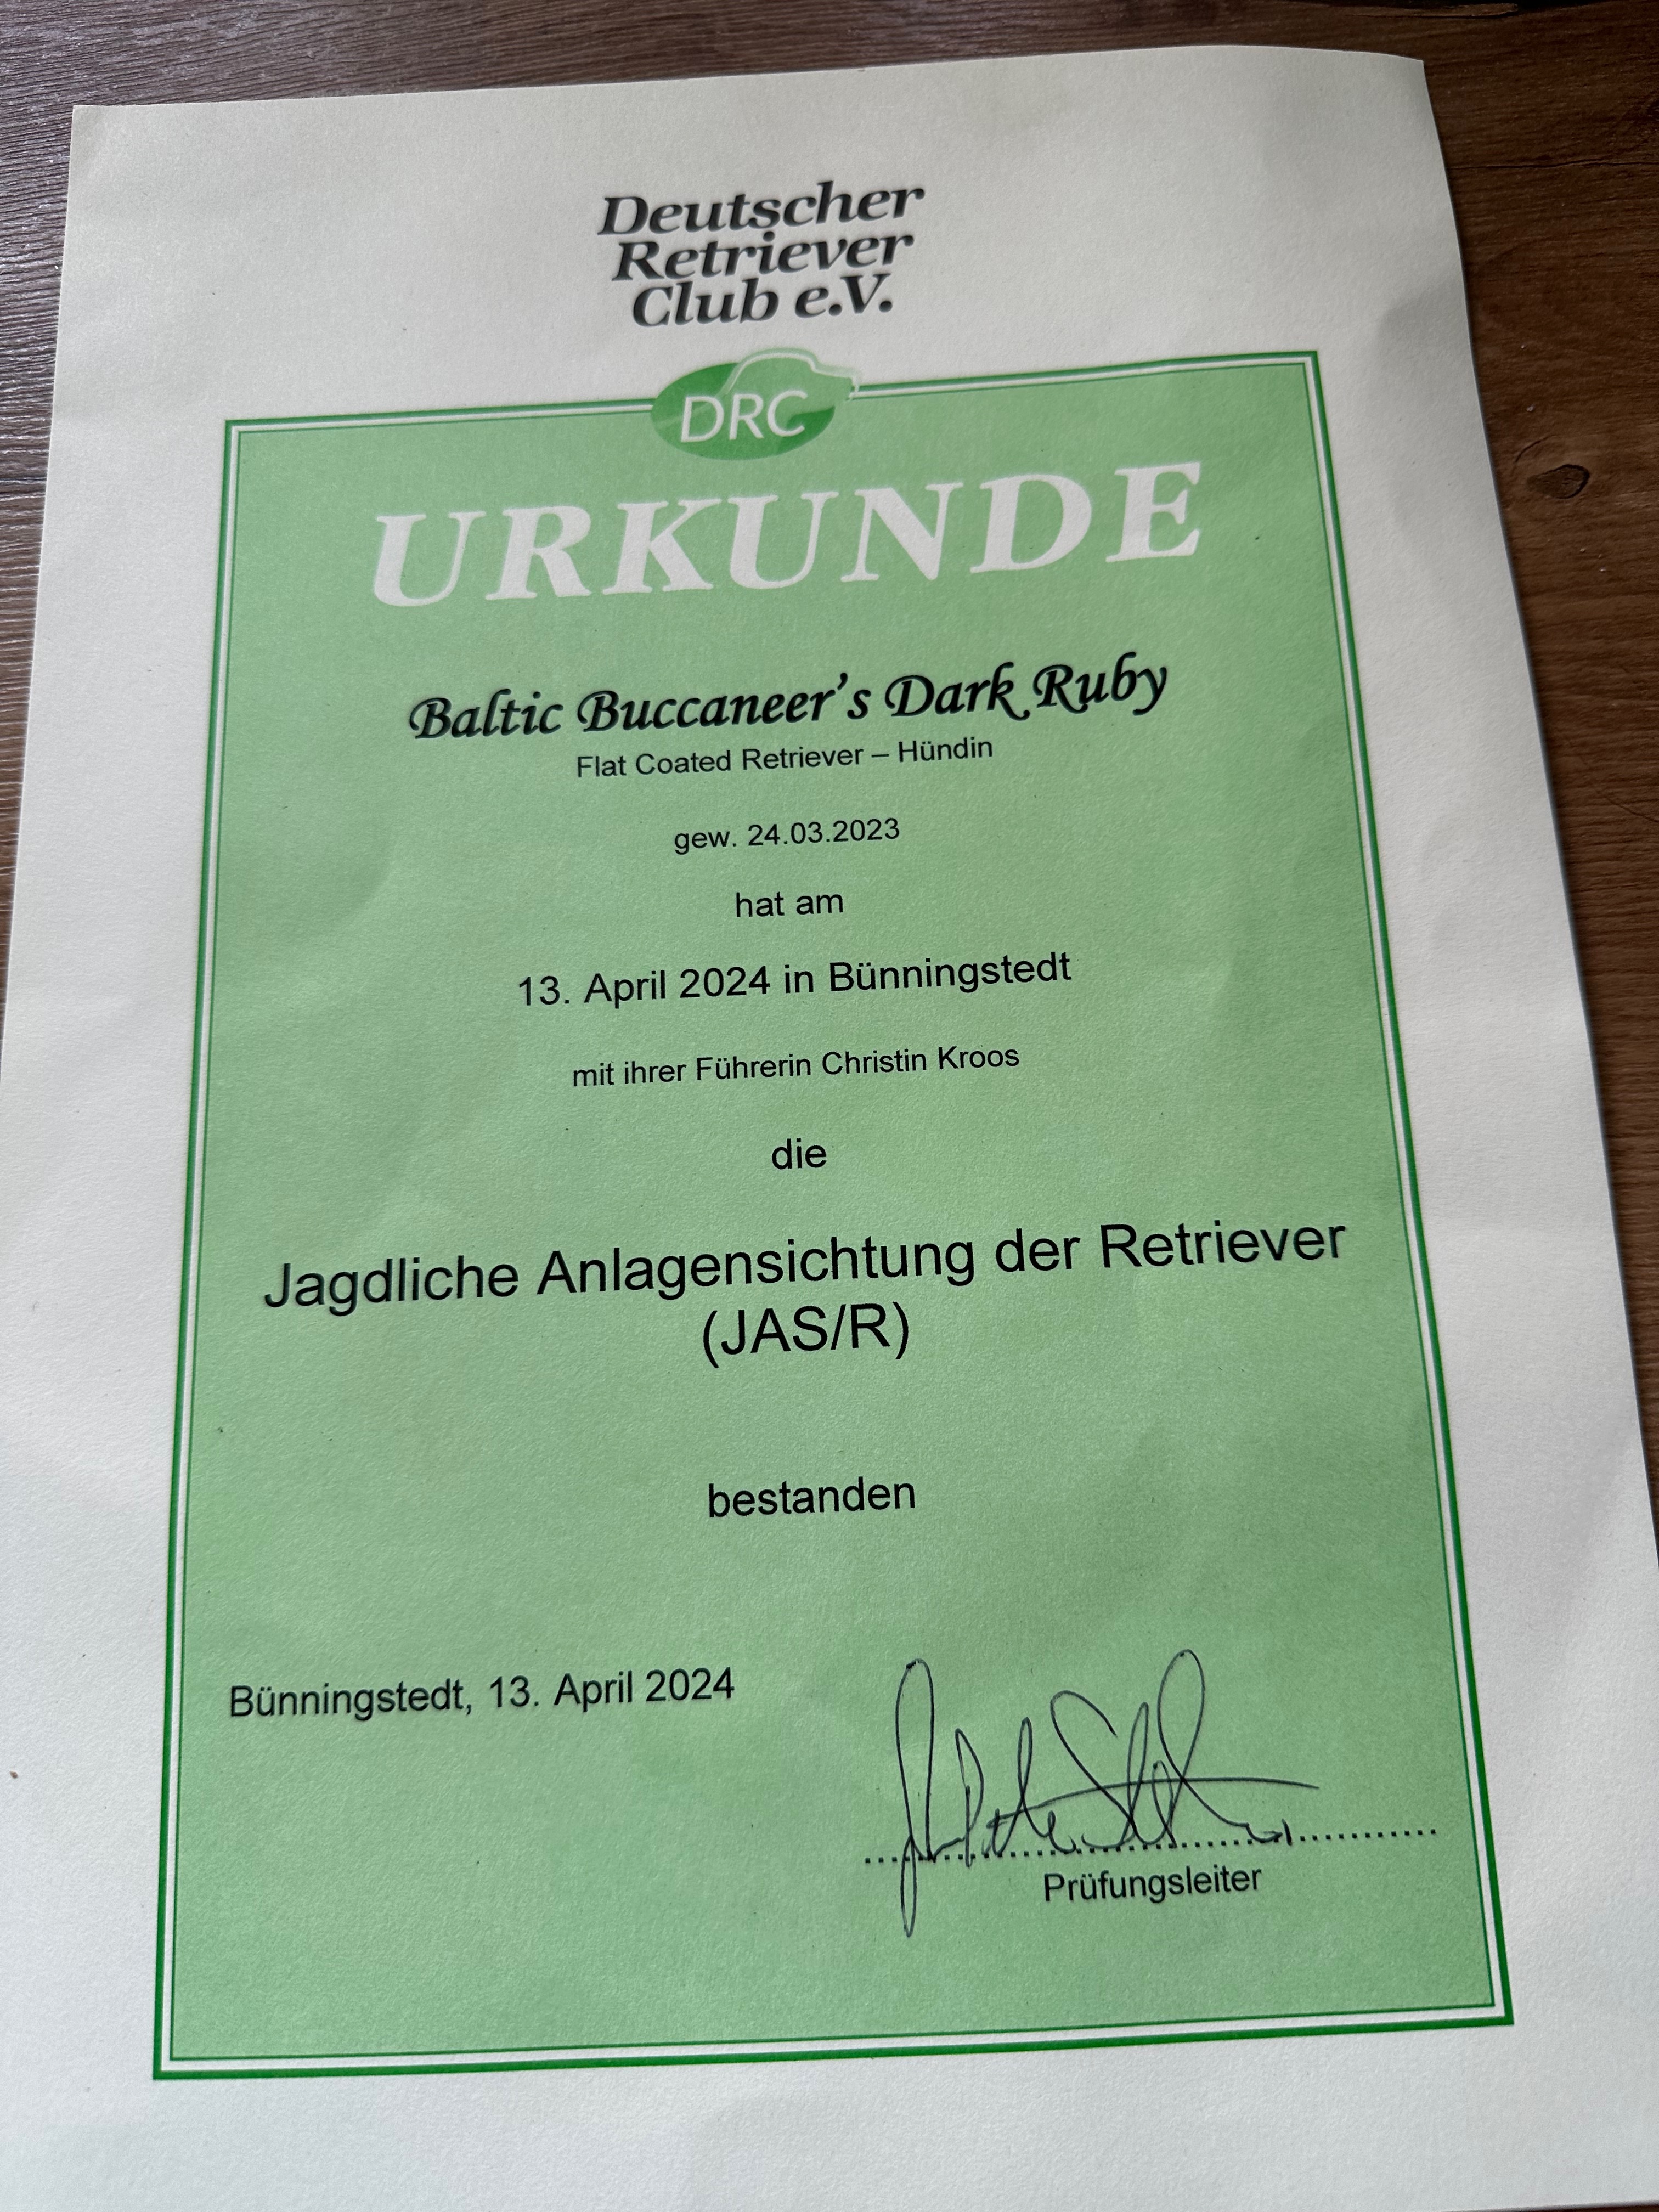 Deutscher
Retriever
Club e.V.
DRC
URKUNDE
Baltic Buccaneer's Dark Ruby
Flat Coated Retriever – Hündin
gew. 24.03.2023
hat am
13. April 2024 in Bünningstedt
mit ihrer Führerin Christin Kroos
die
Jagdliche Anlagensichtung der Retriever
(JAS/R)
bestanden
Bünningstedt, 13. April 2024
Prüfungsleiter